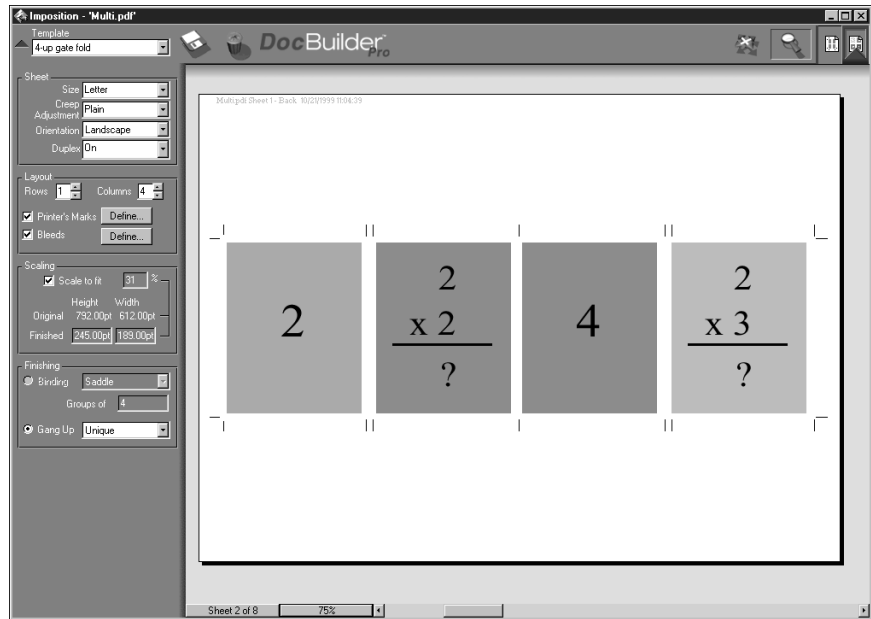 Imposition - 'Multi.pdf'
Template
4-up gate fold
DocBuilder
Pro
Sheet
Size Letter
Creep
Adjustment Plain
Orientation Landscape
Duplex On
Layout
Rows 1 Columns 4
Printer's Marks Define...
Bleeds Define...
Scaling
Scale to fit 31 %
Height Width
Original 792.00pt 612.00pt
Finished 245.00pt 189.00pt
Finishing
Binding Saddle
Groups of 4
Gang Up Unique
Multi.pdf Sheet 1 - Back 10/21/1999 11:04:39
2
2
x 2
?
4
2
x 3
?
Sheet 2 of 8 75%